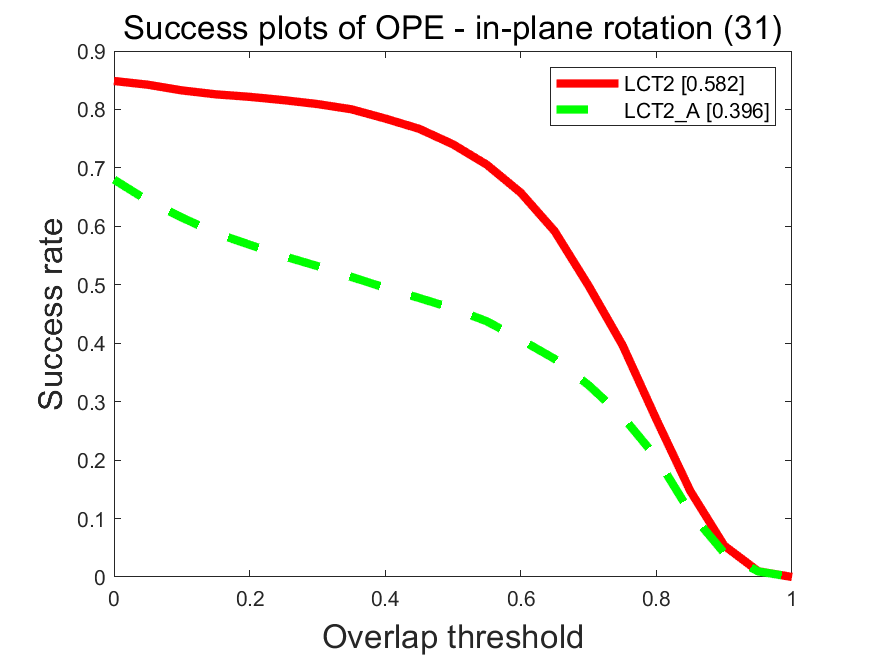 Success plots of OPE - in-plane rotation (31)
LCT2 [0.582]
LCT2_A [0.396]
0.9
0.8
0.7
0.6
0.5
0.4
0.3
0.2
0.1
0
Success rate
0 0.2 0.4 0.6 0.8 1
Overlap threshold